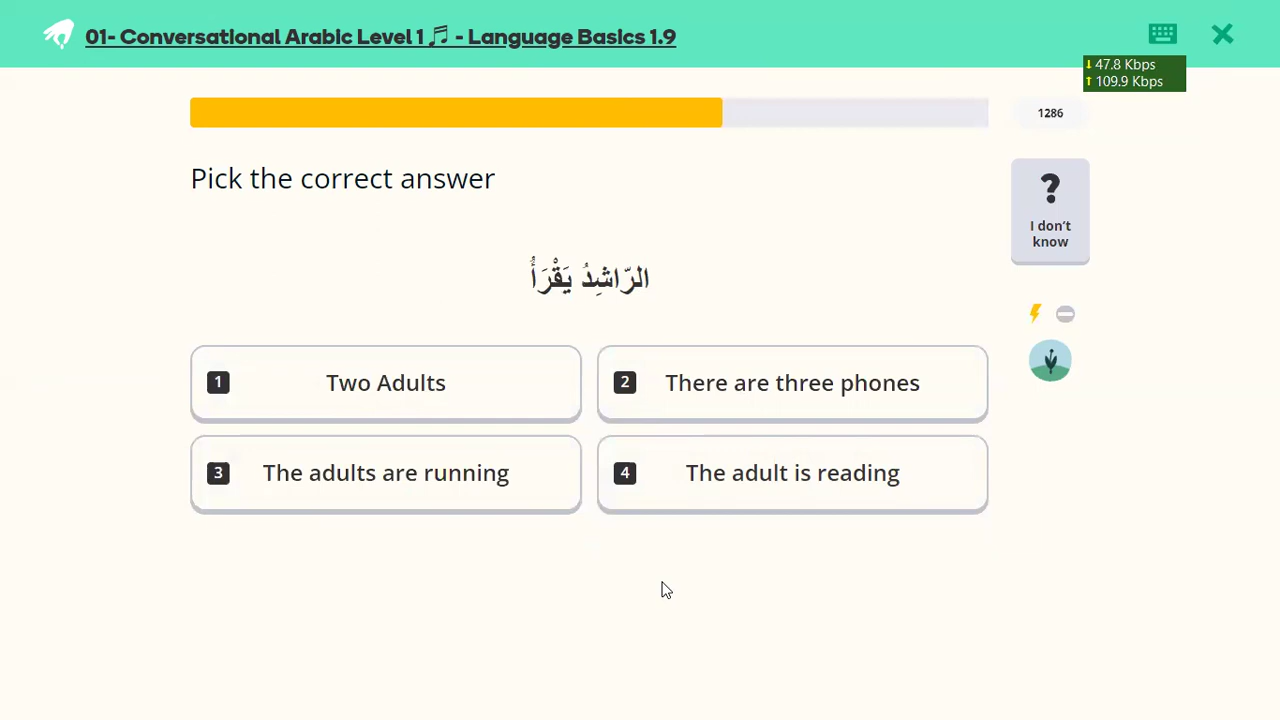 01- Conversational Arabic Level 1 🎵 - Language Basics 1.9
↓ 47.8 Kbps
↑ 109.9 Kbps
1286
Pick the correct answer
?
I don't
know
الرّاشِدُ يَقْرَأُ
1 Two Adults
2 There are three phones
3 The adults are running
4 The adult is reading